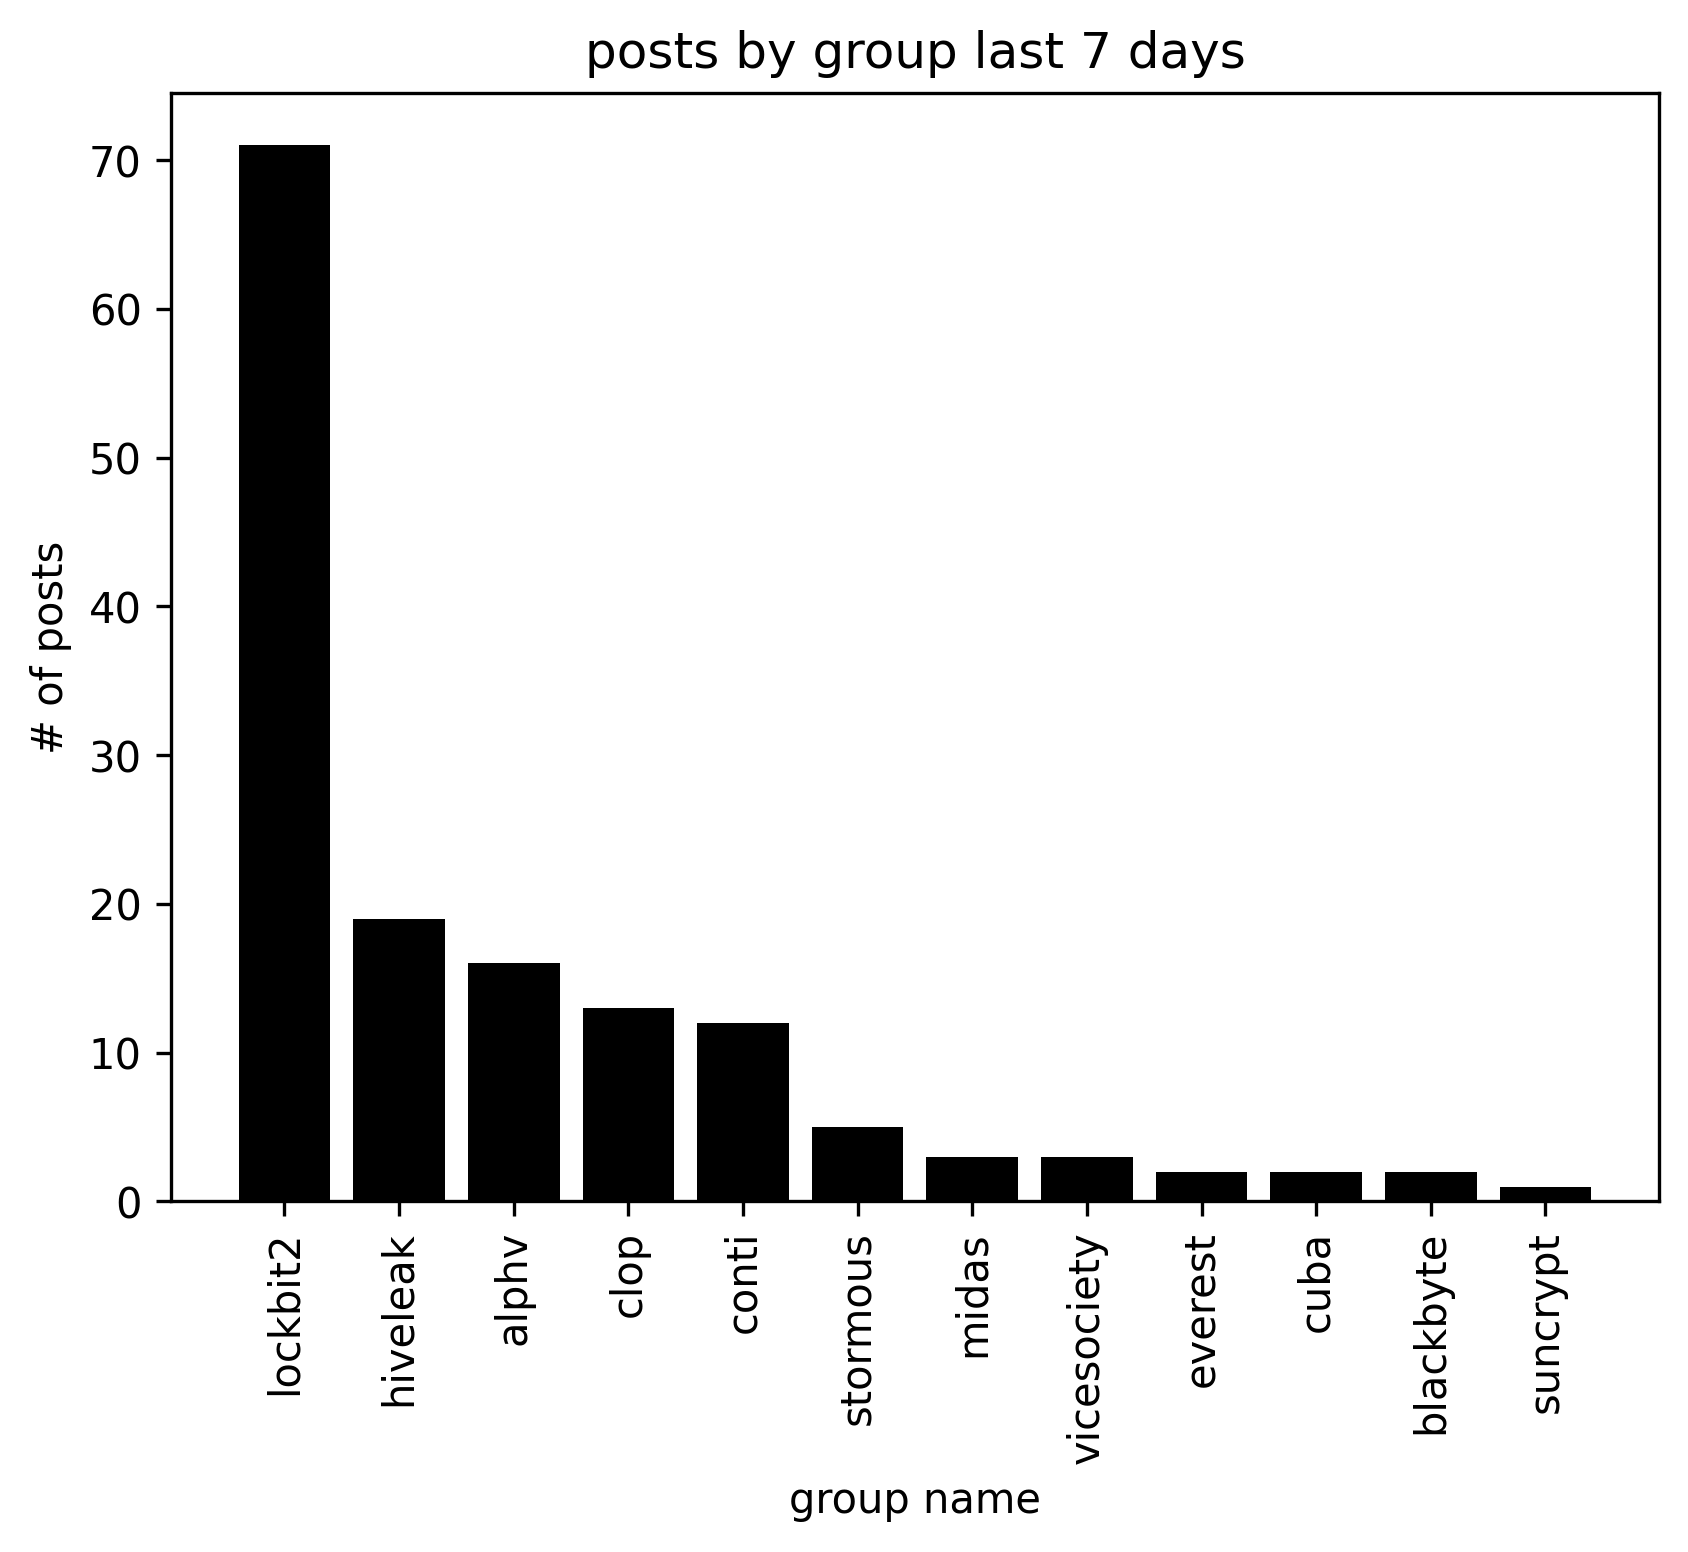 posts by group last 7 days
# of posts
70
60
50
40
30
20
10
0
lockbit2
hiveleak
alphv
clop
conti
stormous
midas
vicesociety
everest
cuba
blackbyte
suncrypt
group name